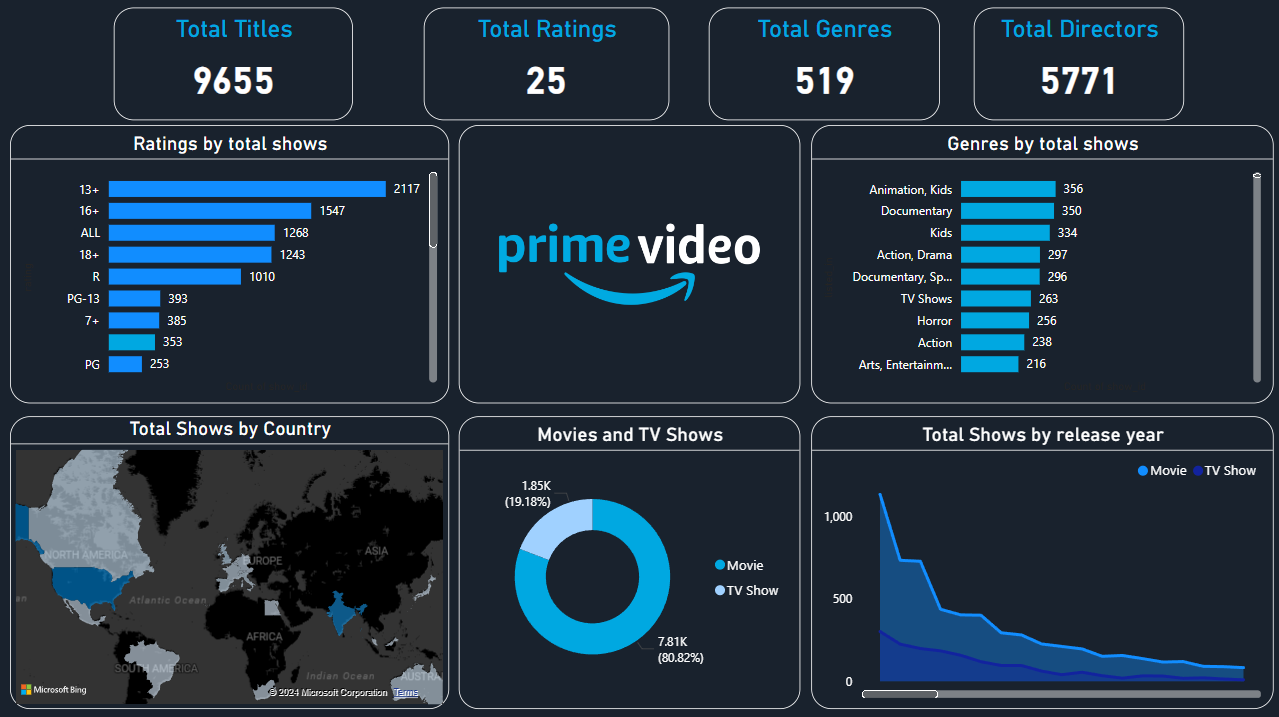 Total Titles
9655
Total Ratings
25
Total Genres
519
Total Directors
5771
Ratings by total shows
13+ 2117
16+ 1547
ALL 1268
18+ 1243
R 1010
PG-13 393
7+ 385
353
PG 253
prime video
Genres by total shows
Animation, Kids 356
Documentary 350
Kids 334
Action, Drama 297
Documentary, Sp... 296
TV Shows 263
Horror 256
Action 238
Arts, Entertainm... 216
Total Shows by Country
NORTH AMERICA
EUROPE
ASIA
an
Atlantic Ocean
AFRICA
SOUTH AMERICA
Indian Ocean
AUSTRA
Microsoft Bing
© 2024 Microsoft Corporation Terms
Movies and TV Shows
1.85K
(19.18%)
Movie
TV Show
7.81K
(80.82%)
Total Shows by release year
Movie TV Show
1,000
500
0